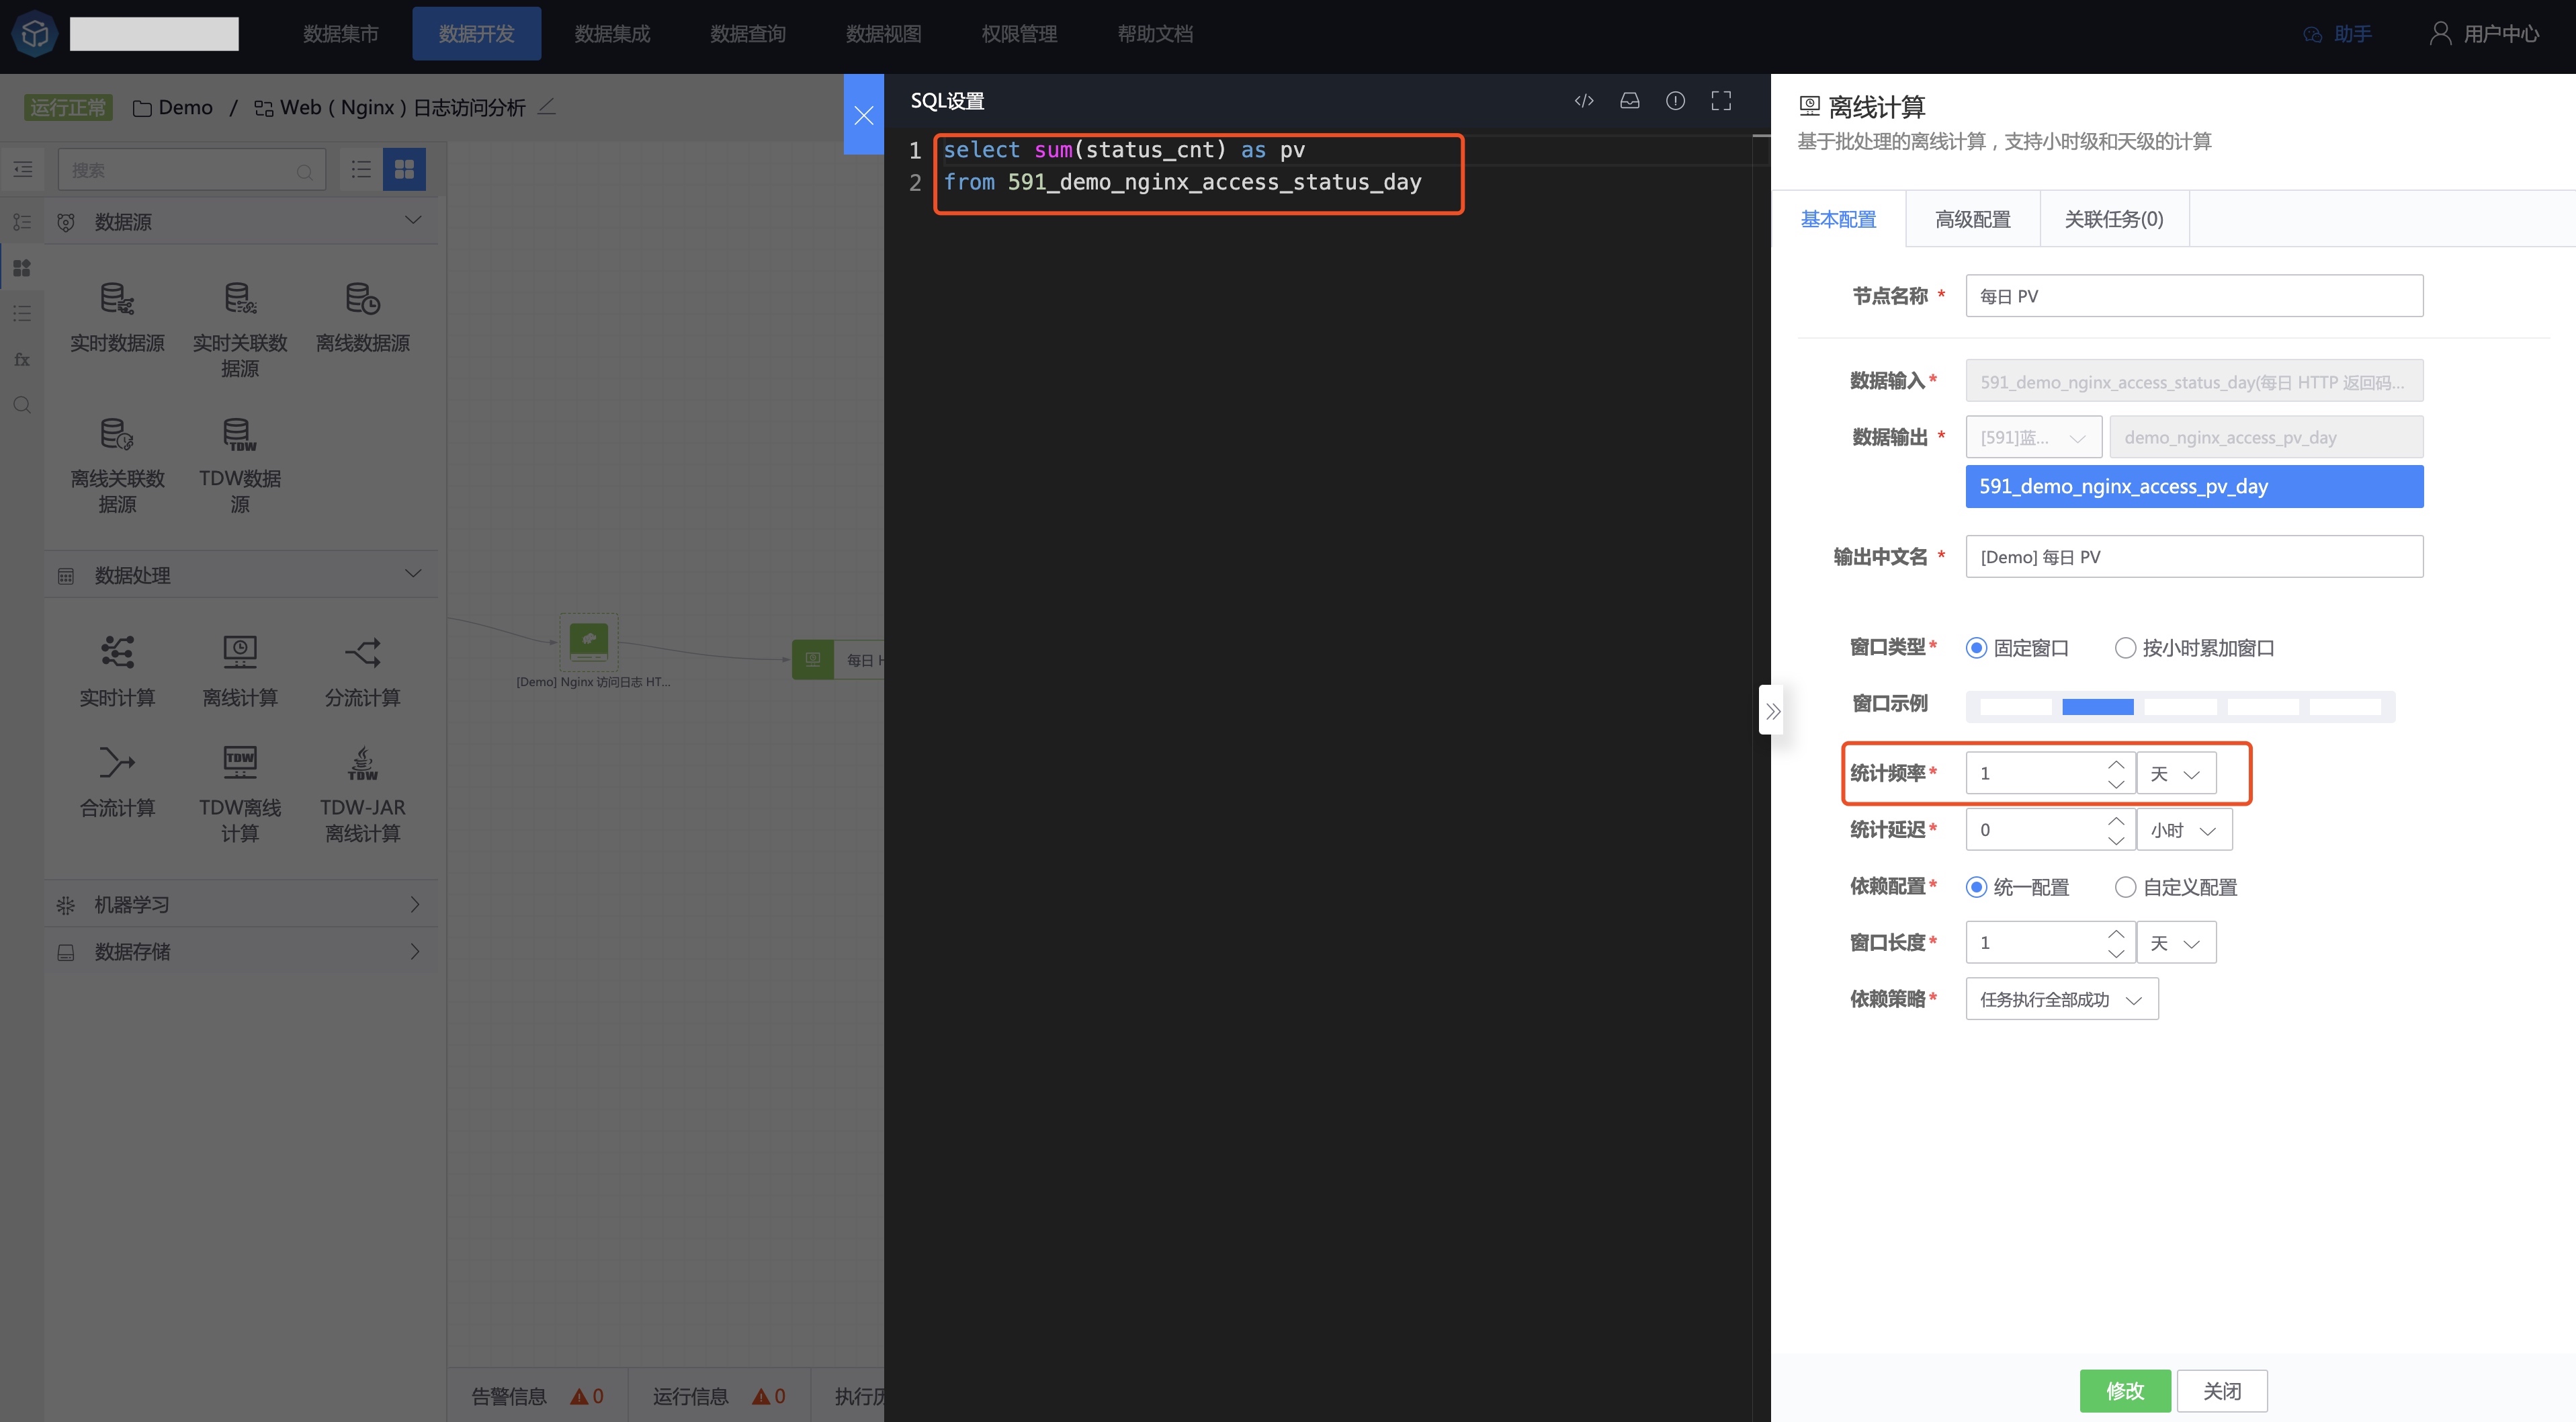 数据集市
数据开发
数据集成
数据查询
数据视图
权限管理
帮助文档
助手
用户中心
运行正常
Demo / Web ( Nginx ) 日志访问分析
搜索
fx
数据源
实时数据源
实时关联数
据源
离线数据源
离线关联数
据源
TDW
TDW数据
源
数据处理
实时计算
离线计算
分流计算
合流计算
TDW
TDW离线
计算
TDW
TDW-JAR
离线计算
机器学习
数据存储
[Demo] Nginx 访问日志 HT...
每日 H
告警信息 0
运行信息 0
执行历
SQL设置
1 select sum(status_cnt) as pv
2 from 591_demo_nginx_access_status_day
离线计算
基于批处理的离线计算，支持小时级和天级的计算
基本配置
高级配置
关联任务(0)
节点名称 * 每日 PV
数据输入* 591_demo_nginx_access_status_day(每日 HTTP 返回码...
数据输出 * [591]蓝... demo_nginx_access_pv_day
591_demo_nginx_access_pv_day
输出中文名 * [Demo] 每日 PV
窗口类型* 固定窗口 按小时累加窗口
窗口示例
统计频率* 1 天
统计延迟* 0 小时
依赖配置* 统一配置 自定义配置
窗口长度* 1 天
依赖策略* 任务执行全部成功
修改 关闭